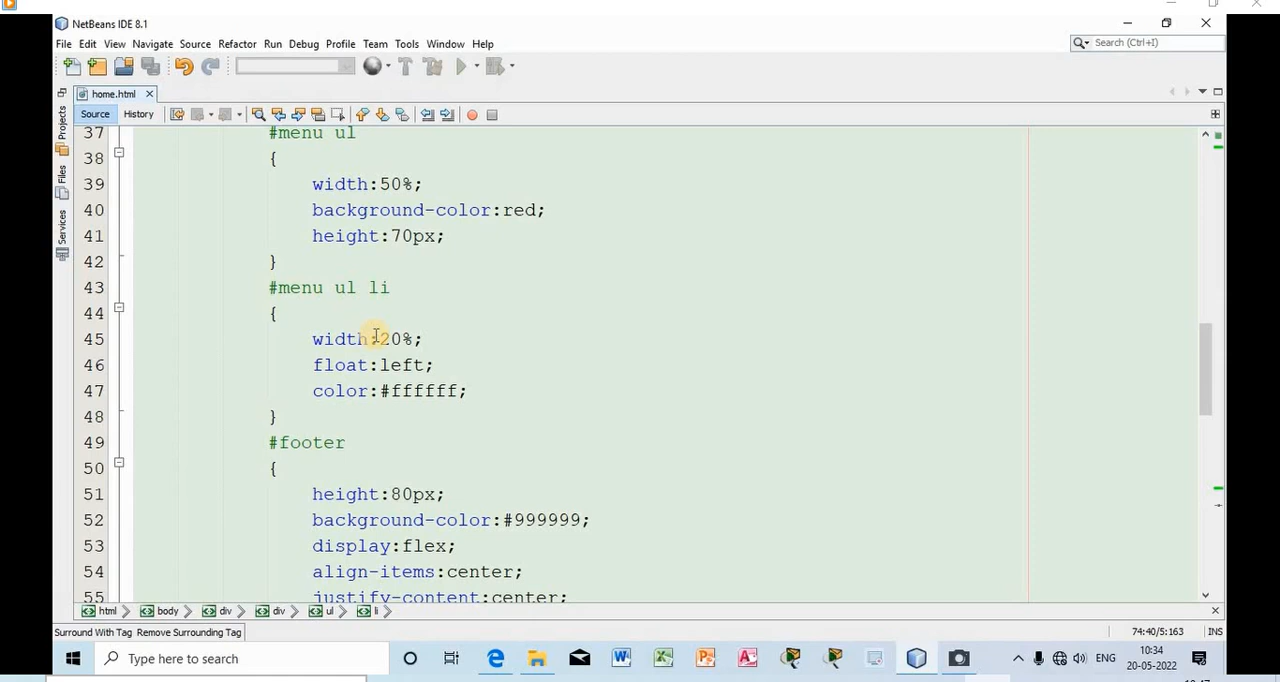 NetBeans IDE 8.1
File Edit View Navigate Source Refactor Run Debug Profile Team Tools Window Help
Search (Ctrl+I)
home.html
Source History
Projects
Files
Services
37 #menu ul
38 {
39 width:50%;
40 background-color:red;
41 height:70px;
42 }
43 #menu ul li
44 {
45 width:20%;
46 float:left;
47 color:#ffffff;
48 }
49 #footer
50 {
51 height:80px;
52 background-color:#999999;
53 display:flex;
54 align-items:center;
55 justify-content:center;
html body div div ul li
Surround With Tag Remove Surrounding Tag
74:40/5:163 INS
Type here to search
ENG
10:34
20-05-2022